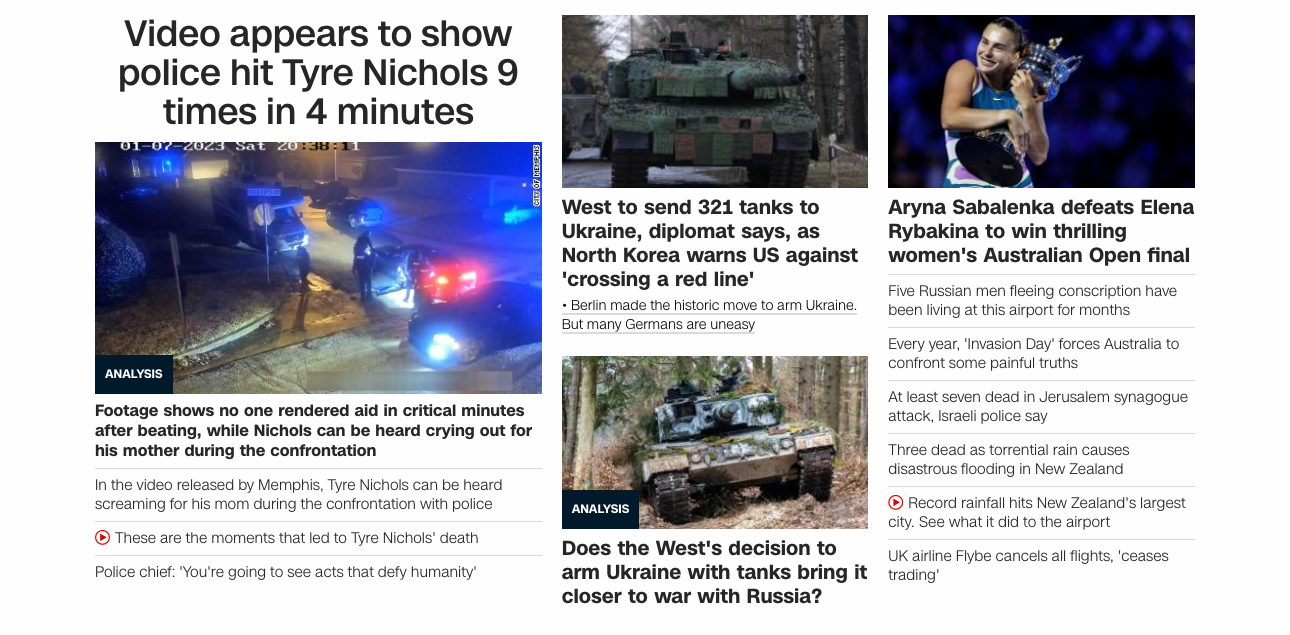 Video appears to show
police hit Tyre Nichols 9
times in 4 minutes
01-07-2023 Sat 20:38:11
CITY OF MEMPHIS
ANALYSIS
Footage shows no one rendered aid in critical minutes
after beating, while Nichols can be heard crying out for
his mother during the confrontation
In the video released by Memphis, Tyre Nichols can be heard
screaming for his mom during the confrontation with police
These are the moments that led to Tyre Nichols' death
Police chief: 'You're going to see acts that defy humanity'
West to send 321 tanks to
Ukraine, diplomat says, as
North Korea warns US against
'crossing a red line'
• Berlin made the historic move to arm Ukraine.
But many Germans are uneasy
ANALYSIS
Does the West's decision to
arm Ukraine with tanks bring it
closer to war with Russia?
Aryna Sabalenka defeats Elena
Rybakina to win thrilling
women's Australian Open final
Five Russian men fleeing conscription have
been living at this airport for months
Every year, 'Invasion Day' forces Australia to
confront some painful truths
At least seven dead in Jerusalem synagogue
attack, Israeli police say
Three dead as torrential rain causes
disastrous flooding in New Zealand
Record rainfall hits New Zealand's largest
city. See what it did to the airport
UK airline Flybe cancels all flights, 'ceases
trading'